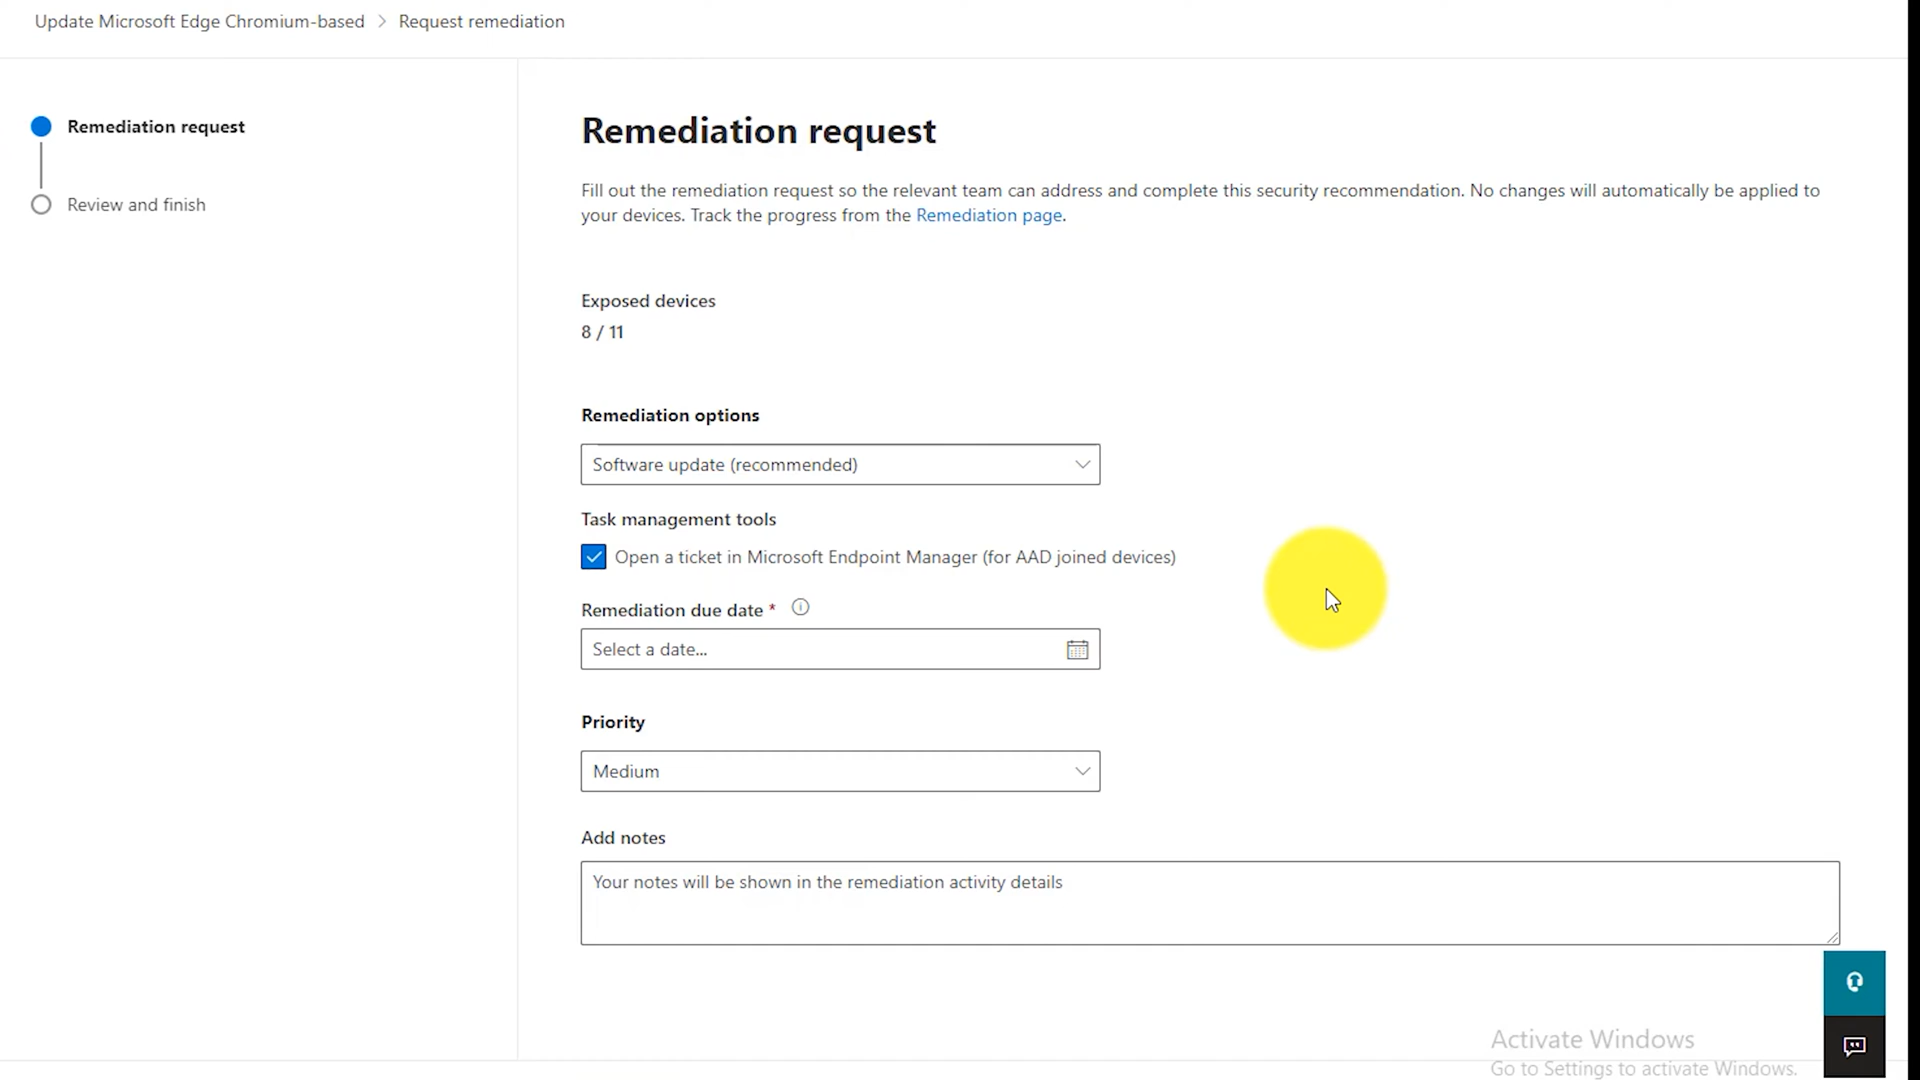 Update Microsoft Edge Chromium-based > Request remediation
Remediation request
Review and finish
Remediation request
Fill out the remediation request so the relevant team can address and complete this security recommendation. No changes will automatically be applied to
your devices. Track the progress from the Remediation page.
Exposed devices
8 / 11
Remediation options
Software update (recommended)
Task management tools
Open a ticket in Microsoft Endpoint Manager (for AAD joined devices)
Remediation due date *
Select a date...
Priority
Medium
Add notes
Your notes will be shown in the remediation activity details
Activate Windows
Go to Settings to activate Windows.